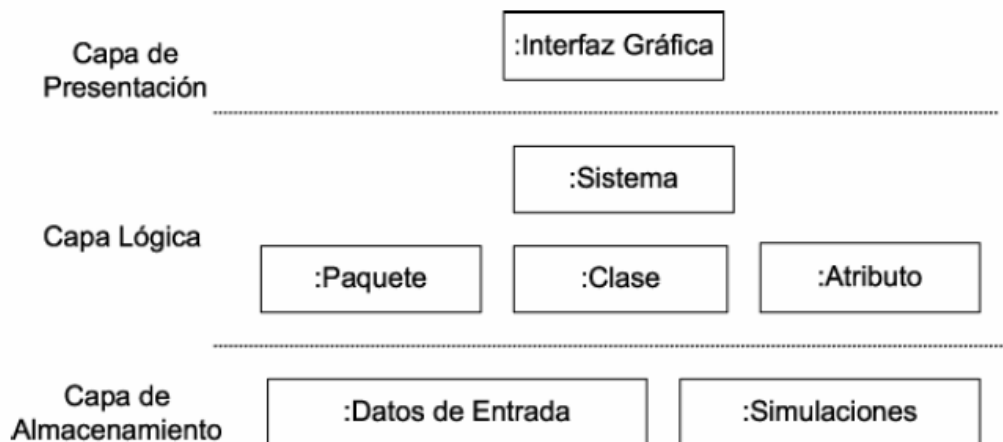 Capa de
Presentación
:Interfaz Gráfica
:Sistema
Capa Lógica
:Paquete
:Clase
:Atributo
Capa de
Almacenamiento
:Datos de Entrada
:Simulaciones